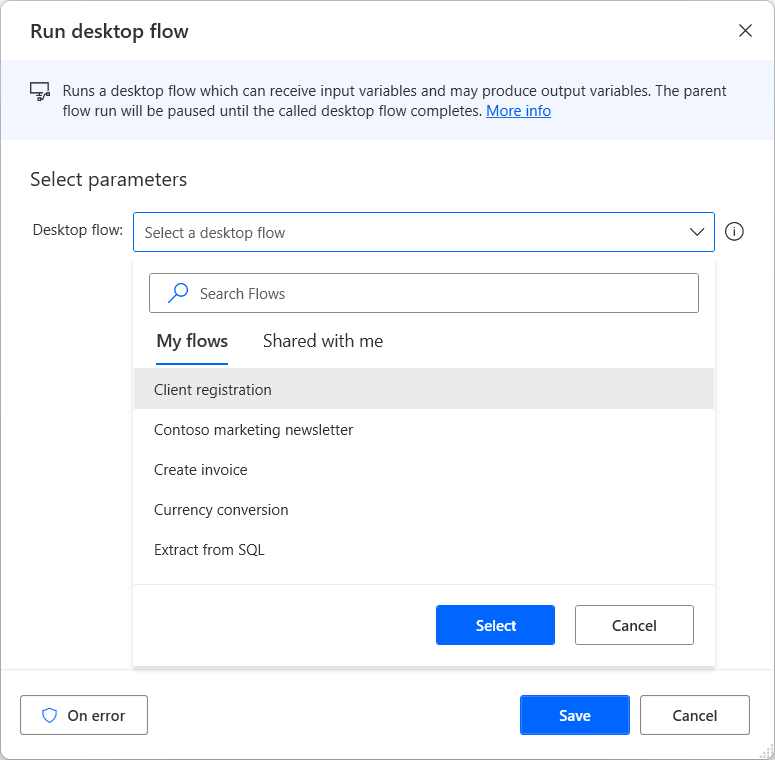 Run desktop flow
Runs a desktop flow which can receive input variables and may produce output variables. The parent
flow run will be paused until the called desktop flow completes. More info
Select parameters
Desktop flow: Select a desktop flow
Search Flows
My flows Shared with me
Client registration
Contoso marketing newsletter
Create invoice
Currency conversion
Extract from SQL
Select Cancel
On error Save Cancel